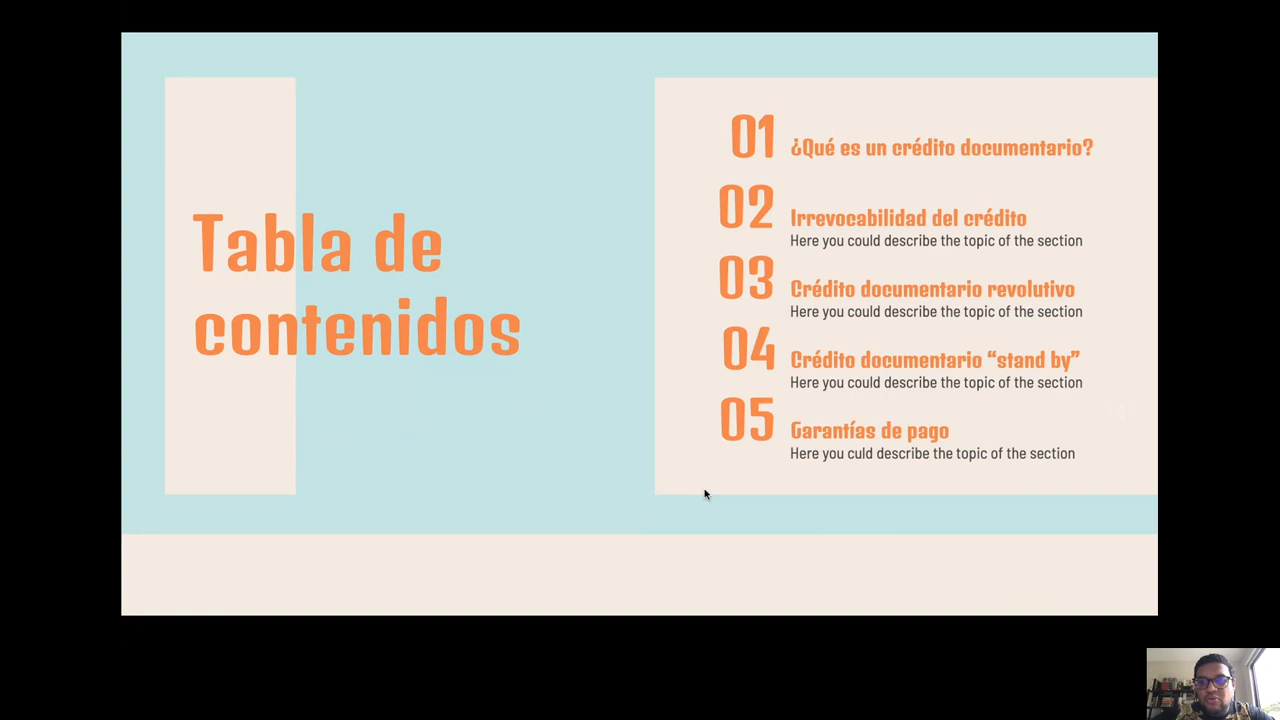 Tabla de
contenidos
01 ¿Qué es un crédito documentario?
02 Irrevocabilidad del crédito
Here you could describe the topic of the section
03 Crédito documentario revolutivo
Here you could describe the topic of the section
04 Crédito documentario “stand by”
Here you could describe the topic of the section
05 Garantías de pago
Here you culd describe the topic of the section